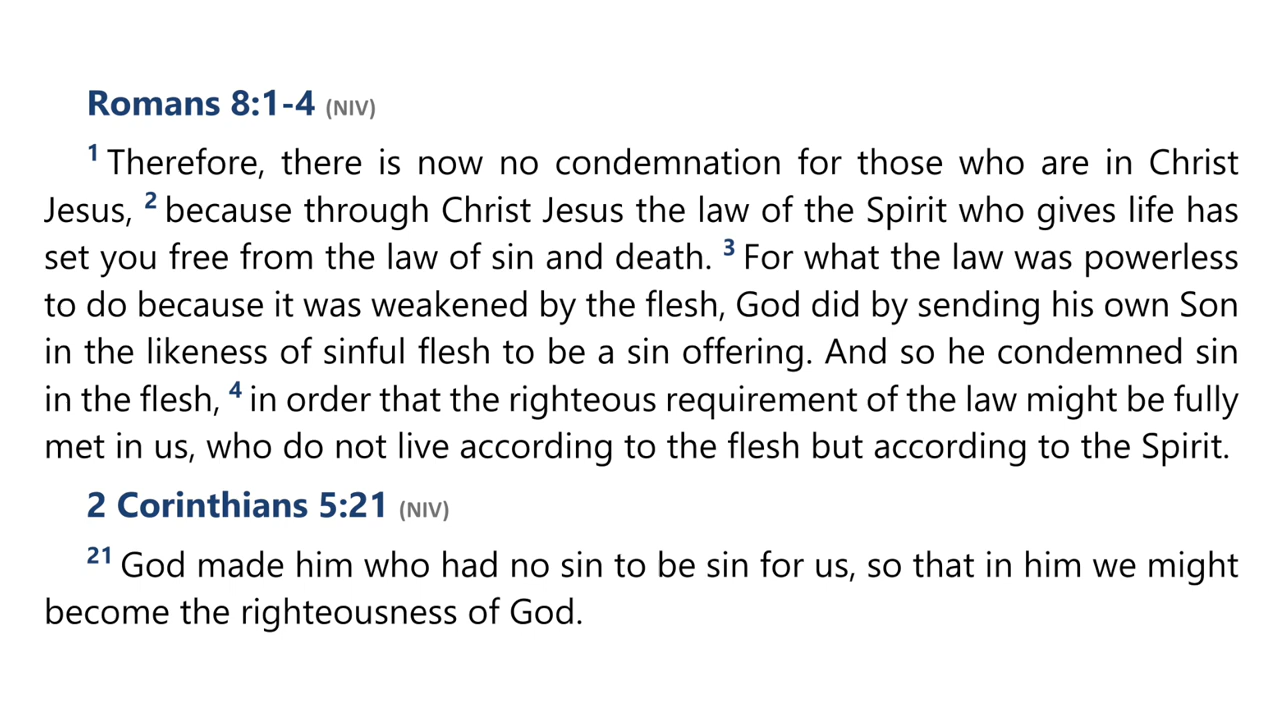 Romans 8:1-4 (NIV)
1 Therefore, there is now no condemnation for those who are in Christ
Jesus, 2 because through Christ Jesus the law of the Spirit who gives life has
set you free from the law of sin and death. 3 For what the law was powerless
to do because it was weakened by the flesh, God did by sending his own Son
in the likeness of sinful flesh to be a sin offering. And so he condemned sin
in the flesh, 4 in order that the righteous requirement of the law might be fully
met in us, who do not live according to the flesh but according to the Spirit.
2 Corinthians 5:21 (NIV)
21 God made him who had no sin to be sin for us, so that in him we might
become the righteousness of God.